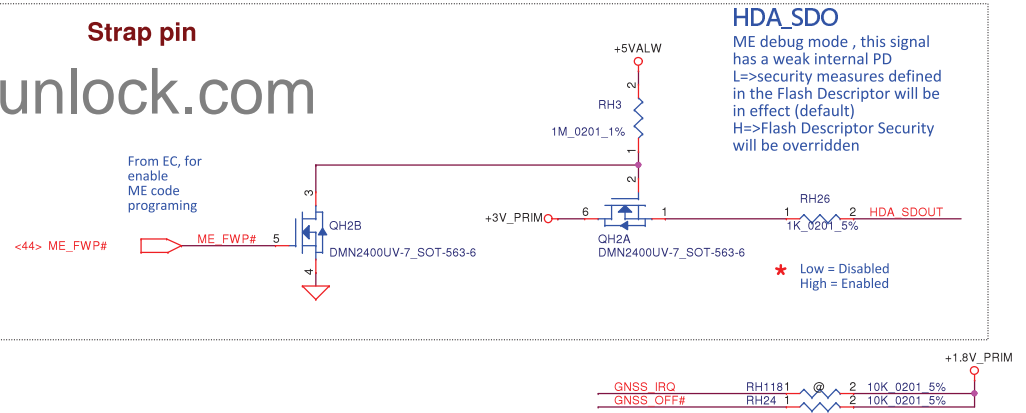 Strap pin
unlock.com
HDA_SDO
ME debug mode , this signal
has a weak internal PD
L=>security measures defined
in the Flash Descriptor will be
in effect (default)
H=>Flash Descriptor Security
will be overridden
+5VALW
2
RH3
1M_0201_1%
1
From EC, for
enable
ME code
programing
3
2
<44> ME_FWP#
ME_FWP#
5
QH2B
DMN2400UV-7_SOT-563-6
4
+3V_PRIM
6
1
QH2A
DMN2400UV-7_SOT-563-6
RH26
1
2
HDA_SDOUT
1K_0201_5%
* Low = Disabled
High = Enabled
+1.8V_PRIM
GNSS_IRQ RH1181 @ 2 10K_0201_5%
GNSS_OFF# RH24 1 2 10K_0201_5%